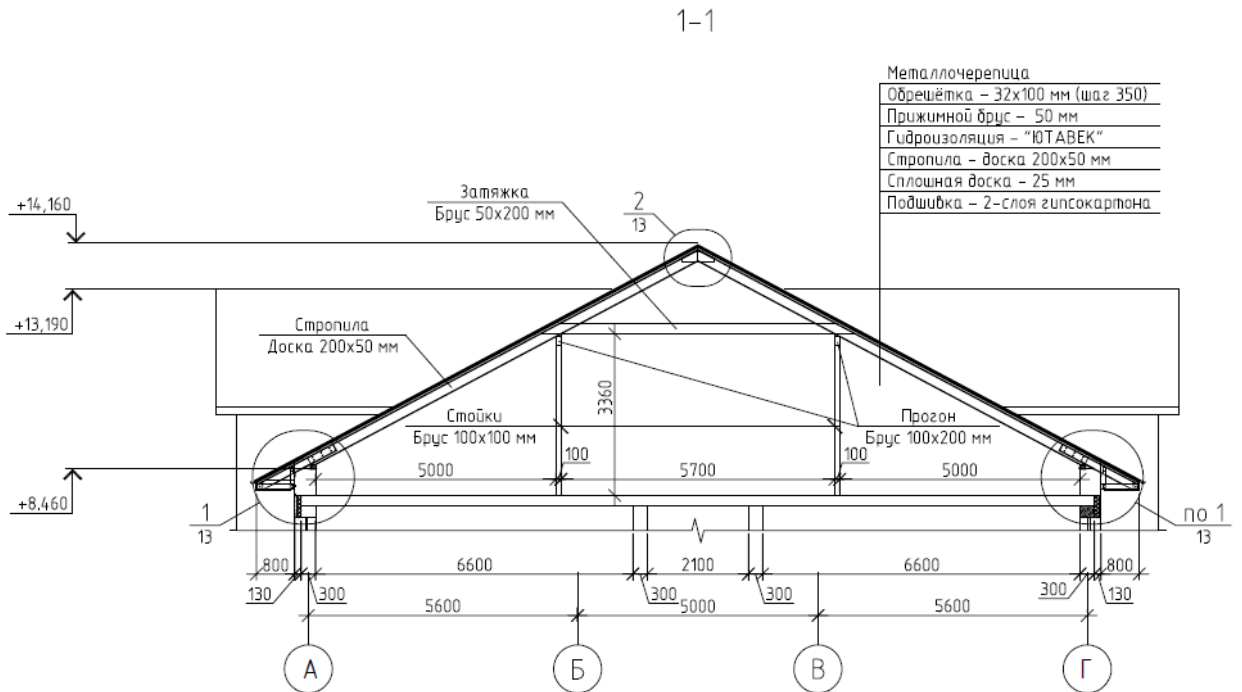 1-1
Металлочерепица
Обрешётка - 32х100 мм (шаг 350)
Прижимной брус - 50 мм
Гидроизоляция - "ЮТАВЕК"
Стропила - доска 200х50 мм
Сплошная доска - 25 мм
Подшивка - 2-слоя гипсокартона
Затяжка
Брус 50х200 мм
2
13
+14,160
+13,190
Стропила
Доска 200х50 мм
3360
Стойки
Брус 100х100 мм
Прогон
Брус 100х200 мм
5000
100
5700
100
5000
+8.460
1
13
по 1
13
800
130
300
6600
300
2100
300
6600
300
130
800
5600
5000
5600
А
Б
В
Г